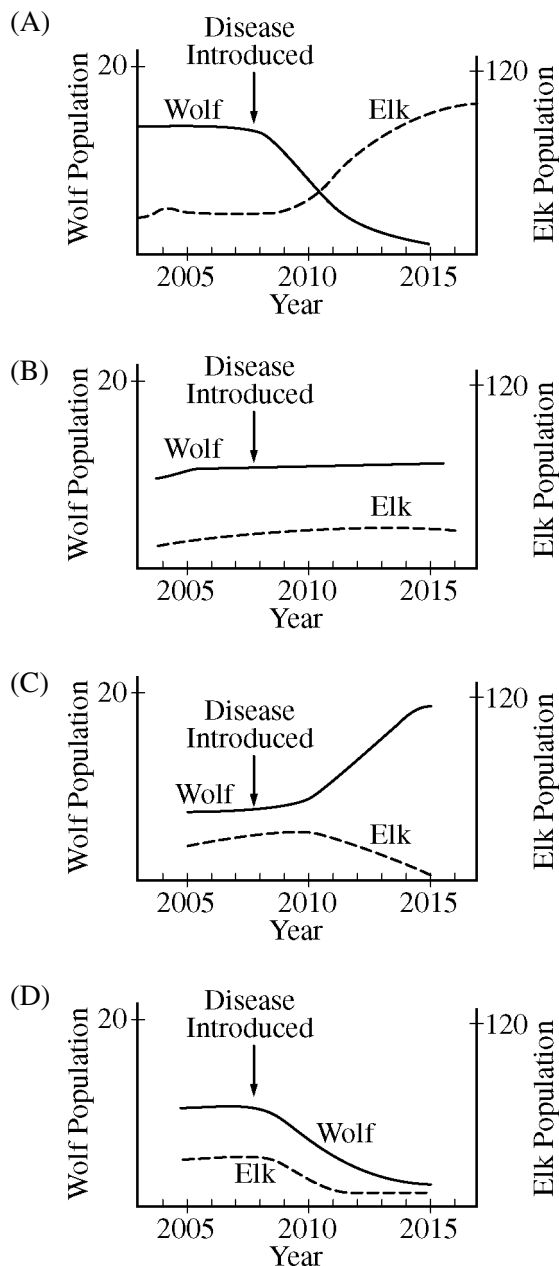 (A)
Disease
Introduced
20
120
Wolf
Elk
Wolf Population
Elk Population
2005 2010 2015
Year
(B)
Disease
Introduced
20
120
Wolf
Elk
Wolf Population
Elk Population
2005 2010 2015
Year
(C)
20
120
Disease
Introduced
Wolf
Elk
Wolf Population
Elk Population
2005 2010 2015
Year
(D)
Disease
Introduced
20
120
Wolf
Elk
Wolf Population
Elk Population
2005 2010 2015
Year